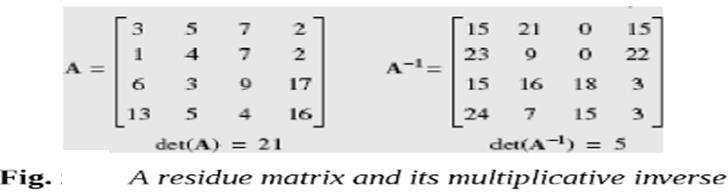 A = [ 3 5 7 2
1 4 7 2
6 3 9 17
13 5 4 16 ]
det(A) = 21
A⁻¹ = [ 15 21 0 15
23 9 0 22
15 16 18 3
24 7 15 3 ]
det(A⁻¹) = 5
Fig. : A residue matrix and its multiplicative inverse